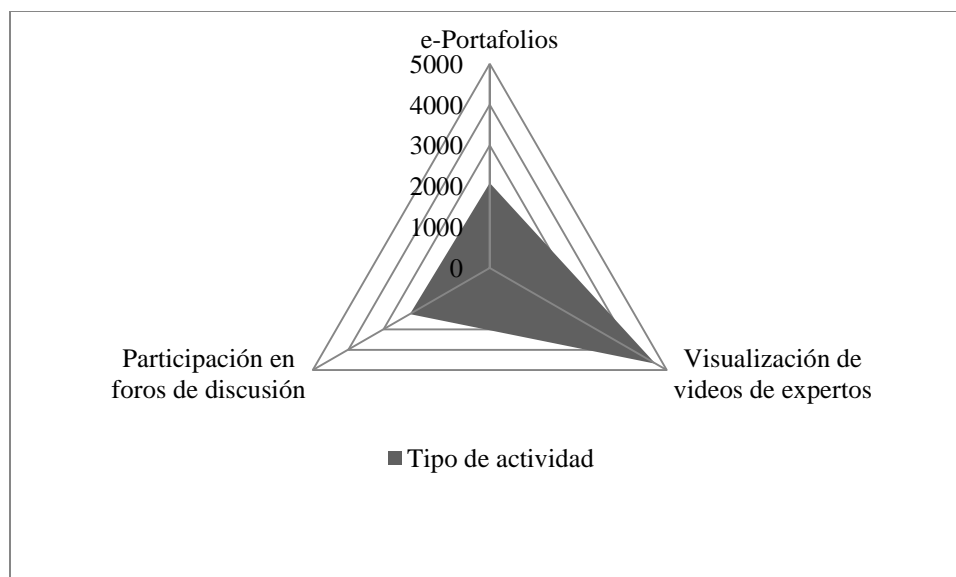 e-Portafolios
5000
4000
3000
2000
1000
0
Participación en
foros de discusión
Visualización de
videos de expertos
Tipo de actividad